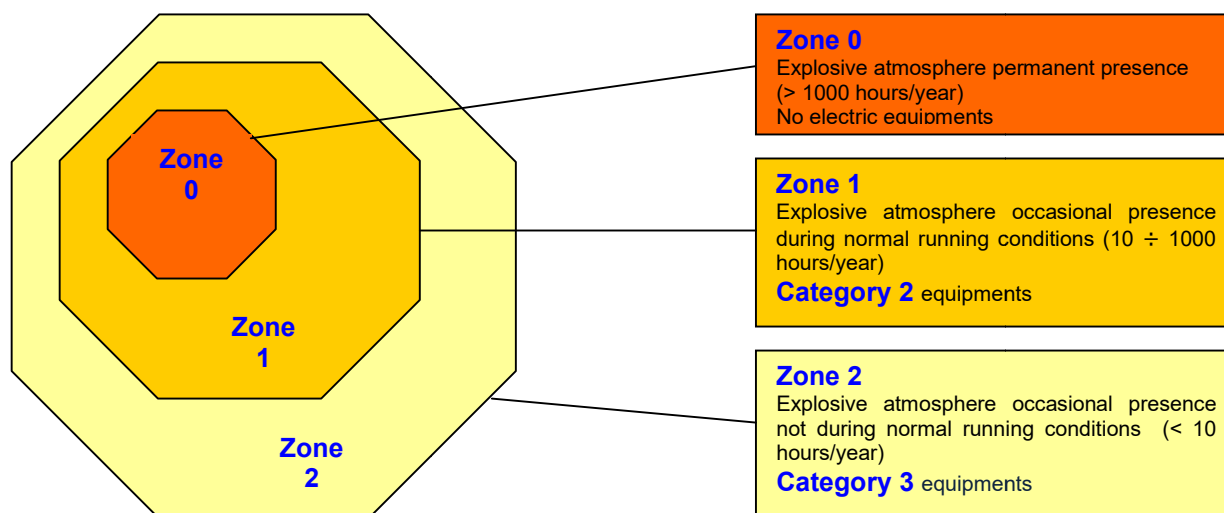 Zone
0
Zone
1
Zone
2
Zone 0
Explosive atmosphere permanent presence
(> 1000 hours/year)
No electric equipments
Zone 1
Explosive atmosphere occasional presence
during normal running conditions (10 ÷ 1000
hours/year)
Category 2 equipments
Zone 2
Explosive atmosphere occasional presence
not during normal running conditions (< 10
hours/year)
Category 3 equipments